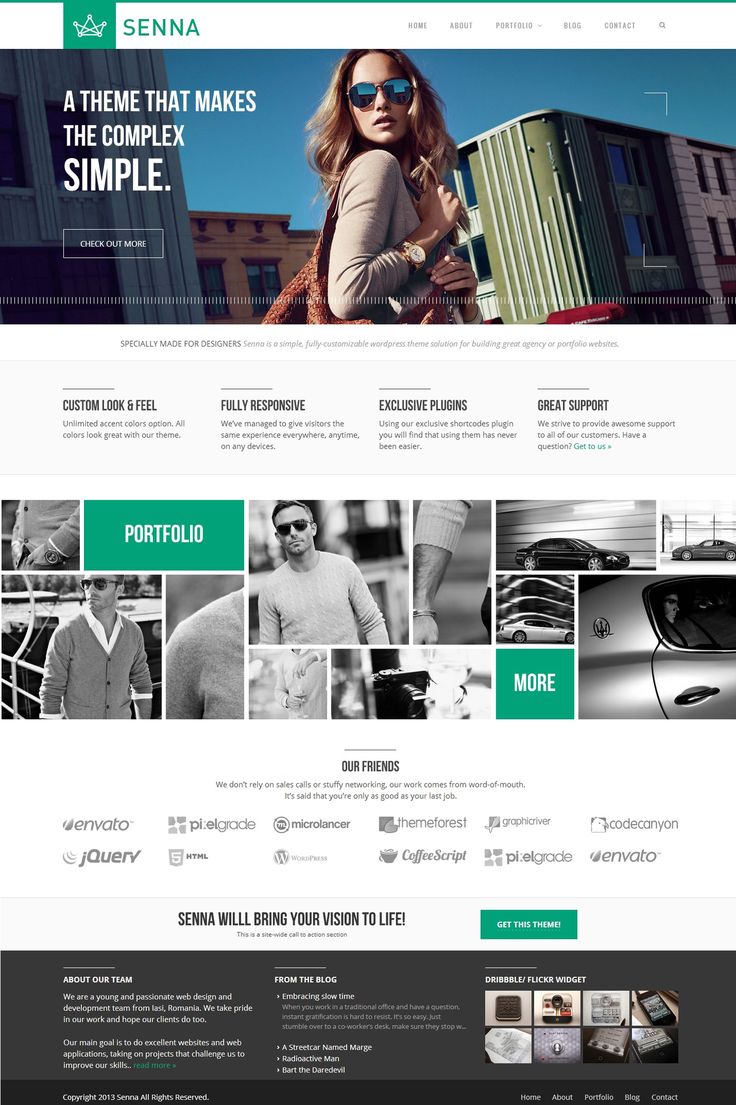 SENNA
HOME ABOUT PORTFOLIO BLOG CONTACT
A THEME THAT MAKES
THE COMPLEX
SIMPLE.
CHECK OUT MORE
SPECIALLY MADE FOR DESIGNERS Senna is a simple, fully-customizable wordpress theme solution for building great agency or portfolio websites.
CUSTOM LOOK & FEEL
Unlimited accent colors option. All
colors look great with our theme.
FULLY RESPONSIVE
We've managed to give visitors the
same experience everywhere, anytime,
on any devices.
EXCLUSIVE PLUGINS
Using our exclusive shortcodes plugin
you will find that using them has never
been easier.
GREAT SUPPORT
We strive to provide awesome support
to all of our customers. Have a
question? Get to us »
PORTFOLIO
MORE
OUR FRIENDS
We don't rely on sales calls or stuffy networking, our work comes from word-of-mouth.
It's said that you're only as good as your last job.
envato™ pixelgrade microlancer themeforest graphicriver codecanyon
jQuery HTML WORDPRESS CoffeeScript pixelgrade envato™
SENNA WILLL BRING YOUR VISION TO LIFE!
This is a site-wide call to action section
GET THIS THEME!
ABOUT OUR TEAM
We are a young and passionate web design and
development team from Iasi, Romania. We take pride
in our work and hope our clients do too.
Our main goal is to do excellent websites and web
applications, taking on projects that challenge us to
improve our skills.. read more »
FROM THE BLOG
› Embracing slow time
When you work in a traditional office and have a question,
instant gratification is hard to resist. It's so easy. Just
stumble over to a co-worker's desk, make sure they stop w...
› A Streetcar Named Marge
› Radioactive Man
› Bart the Daredevil
DRIBBBLE/ FLICKR WIDGET
Copyright 2013 Senna All Rights Reserved.
Home About Portfolio Blog Contact